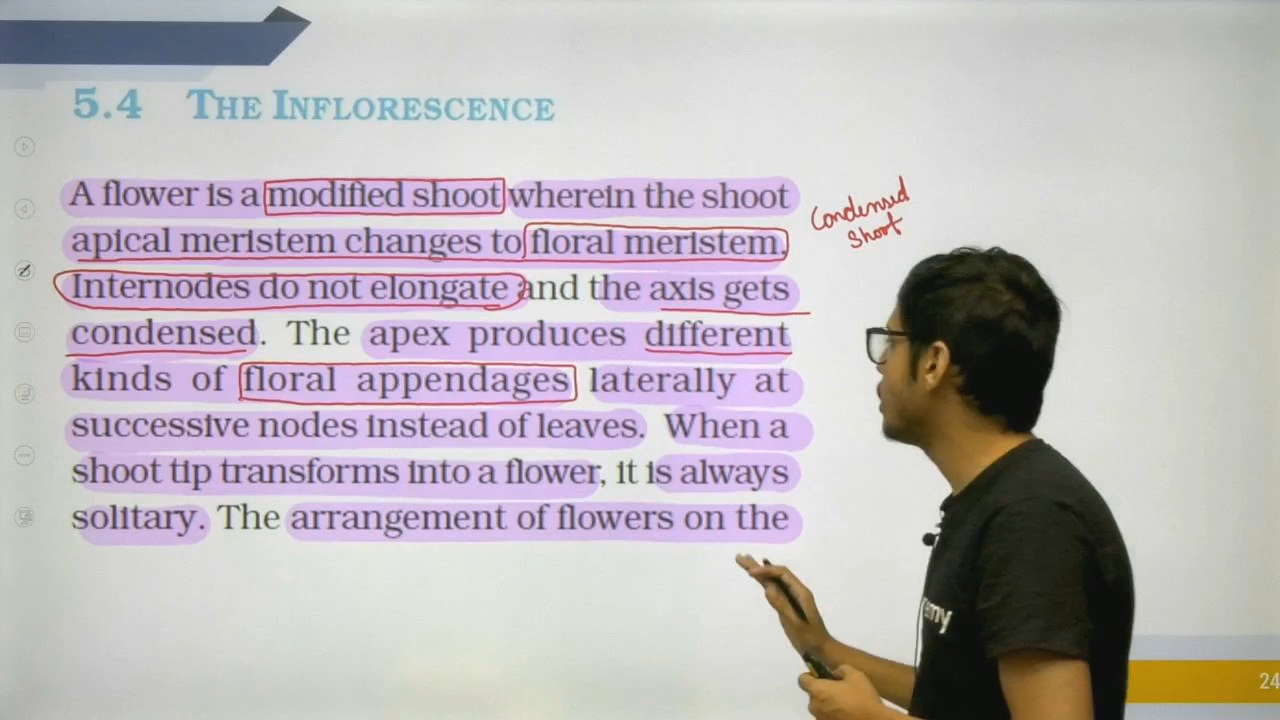 5.4 THE INFLORESCENCE
A flower is a modified shoot wherein the shoot
apical meristem changes to floral meristem.
Internodes do not elongate and the axis gets
condensed. The apex produces different
kinds of floral appendages laterally at
successive nodes instead of leaves. When a
shoot tip transforms into a flower, it is always
solitary. The arrangement of flowers on the
Condensed
Shoot
24